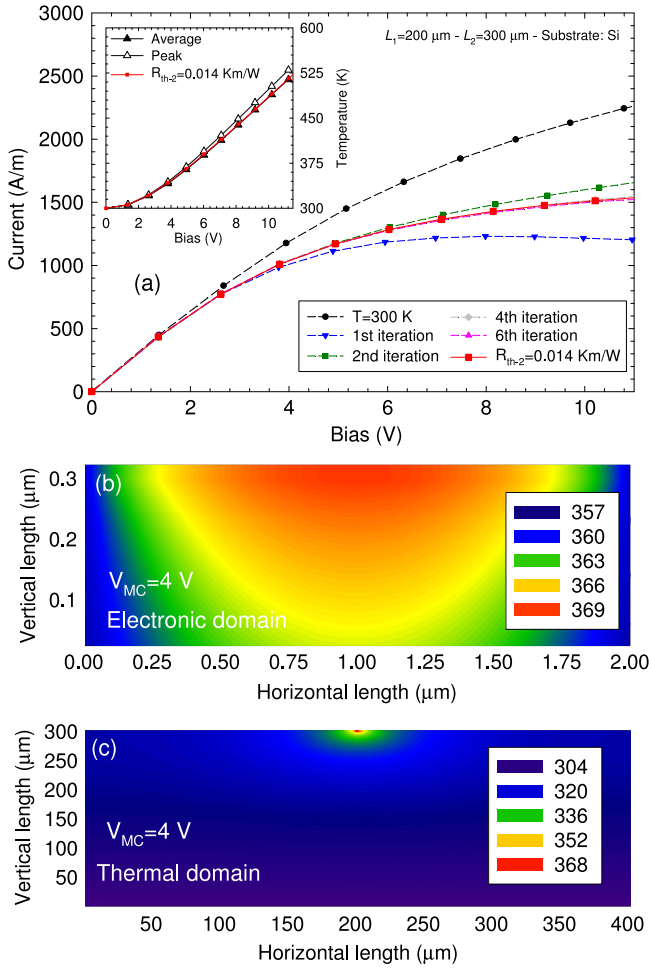 3000
2500
2000
1500
1000
500
0
Current (A/m)
0 2 4 6 8 10
Bias (V)
(a)
L₁=200 μm - L₂=300 μm - Substrate: Si
Average
Peak
Rth-2=0.014 Km/W
600
525
450
375
300
Temperature (K)
0 2 4 6 8 10
Bias (V)
T=300 K
1st iteration
2nd iteration
4th iteration
6th iteration
Rth-2=0.014 Km/W
(b)
0.3
0.2
0.1
Vertical length (μm)
V_MC=4 V
Electronic domain
357
360
363
366
369
0.00 0.25 0.50 0.75 1.00 1.25 1.50 2.00
Horizontal length (μm)
(c)
300
250
200
150
100
50
Vertical length (μm)
V_MC=4 V
Thermal domain
304
320
336
352
368
50 100 150 200 250 300 350 400
Horizontal length (μm)